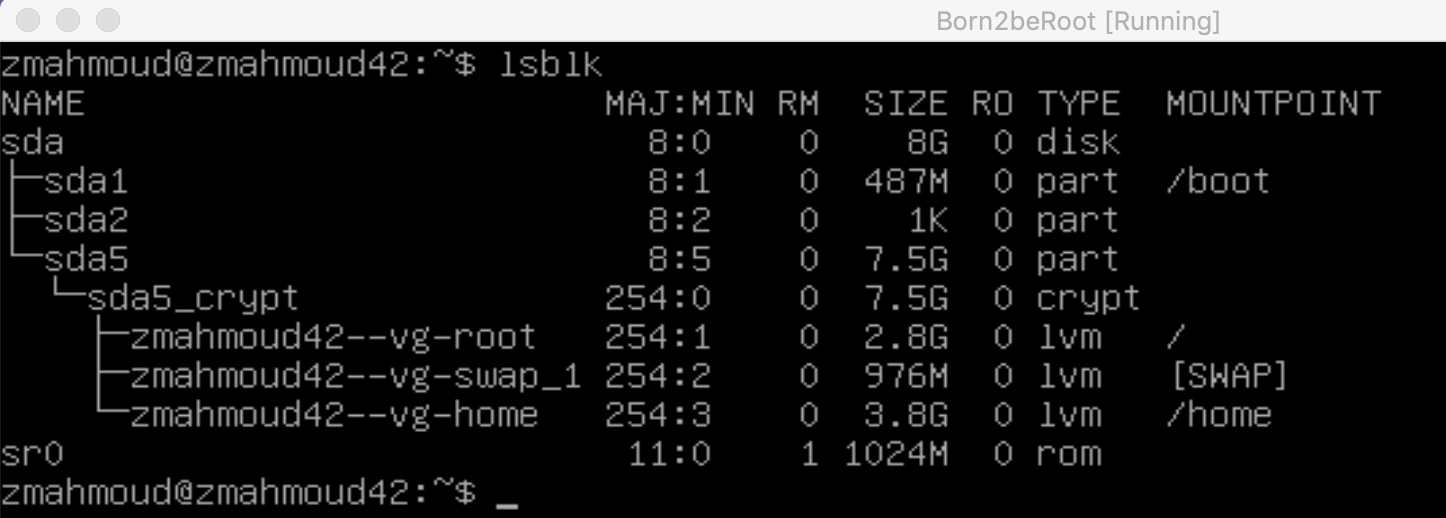 Born2beRoot [Running]
zmahmoud@zmahmoud42:~$ lsblk
NAME MAJ:MIN RM SIZE RO TYPE MOUNTPOINT
sda 8:0 0 8G 0 disk
├─sda1 8:1 0 487M 0 part /boot
├─sda2 8:2 0 1K 0 part
└─sda5 8:5 0 7.5G 0 part
└─sda5_crypt 254:0 0 7.5G 0 crypt
├─zmahmoud42--vg-root 254:1 0 2.8G 0 lvm /
├─zmahmoud42--vg-swap_1 254:2 0 976M 0 lvm [SWAP]
└─zmahmoud42--vg-home 254:3 0 3.8G 0 lvm /home
sr0 11:0 1 1024M 0 rom
zmahmoud@zmahmoud42:~$ _